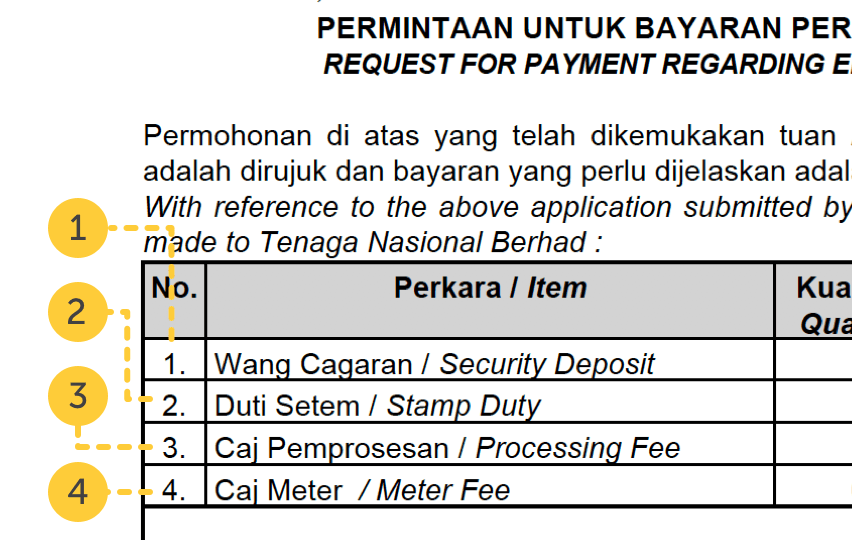 PERMINTAAN UNTUK BAYARAN PER
REQUEST FOR PAYMENT REGARDING
Permohonan di atas yang telah dikemukakan tuan
adalah dirujuk dan bayaran yang perlu dijelaskan adal
With reference to the above application submitted by
made to Tenaga Nasional Berhad :
1
2
3
4
No. Perkara / Item Kua
Qua
1. Wang Cagaran / Security Deposit
2. Duti Setem / Stamp Duty
3. Caj Pemprosesan / Processing Fee
4. Caj Meter / Meter Fee